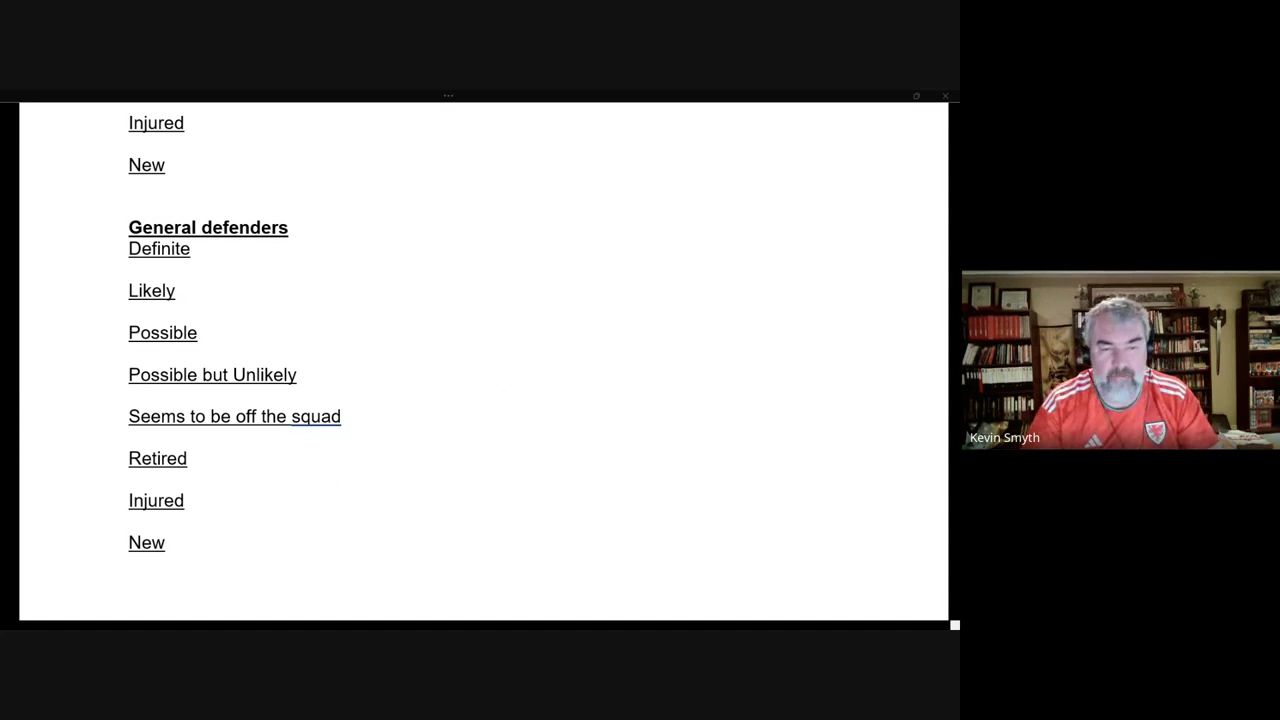 Injured
New
General defenders
Definite
Likely
Possible
Possible but Unlikely
Seems to be off the squad
Retired
Injured
New
Kevin Smyth